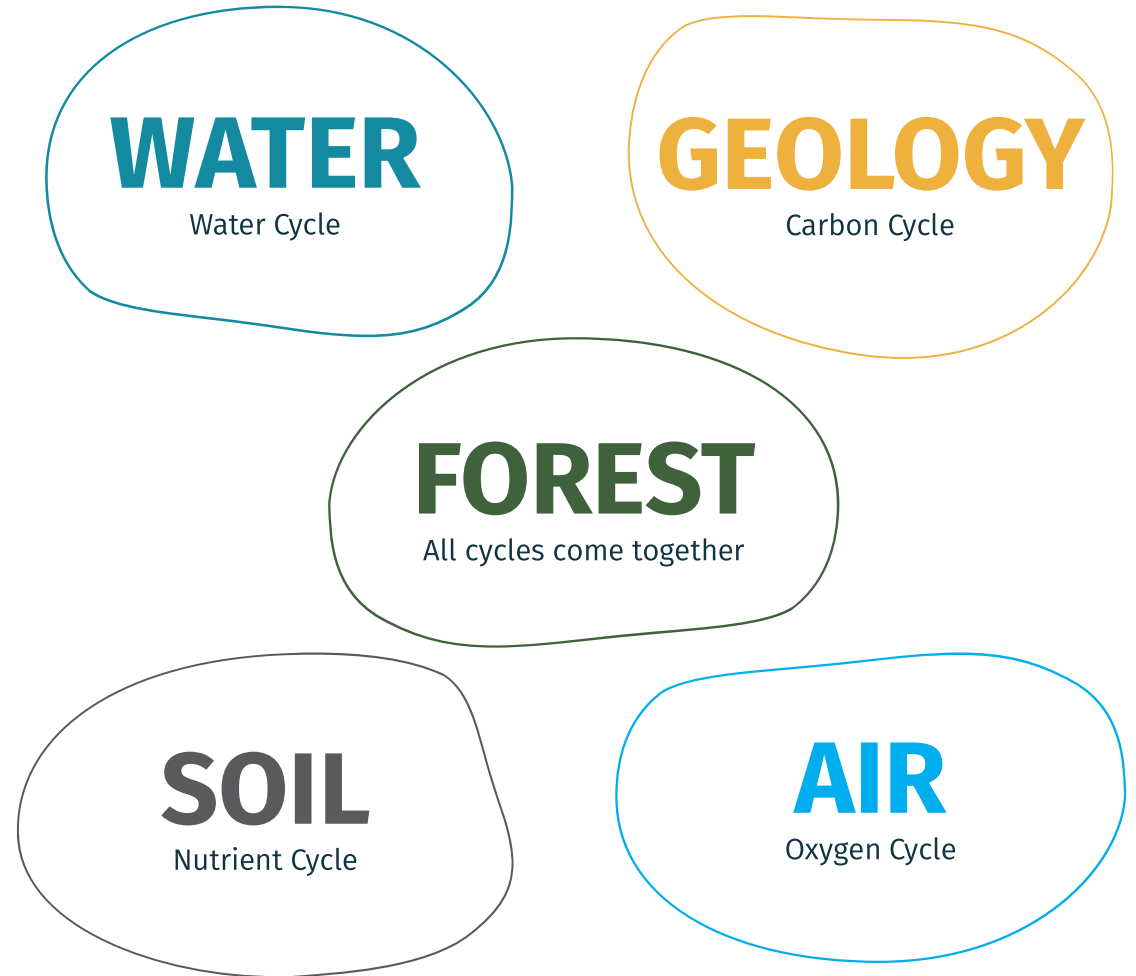 WATER
Water Cycle
GEOLOGY
Carbon Cycle
FOREST
All cycles come together
SOIL
Nutrient Cycle
AIR
Oxygen Cycle